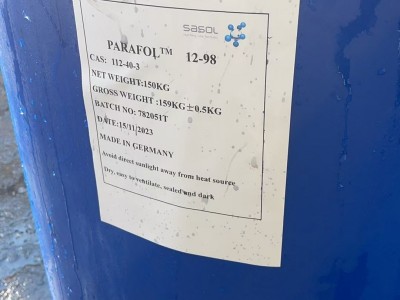 sasol
PARAFOL™ 12-98
CAS: 112-40-3
NET WEIGHT:150KG
GROSS WEIGHT :159KG±0.5KG
BATCH NO: 782051T
DATE:15/11/2023
MADE IN GERMANY
Avoid direct sunlight away from heat source
Dry, easy to ventilate, sealed and dark